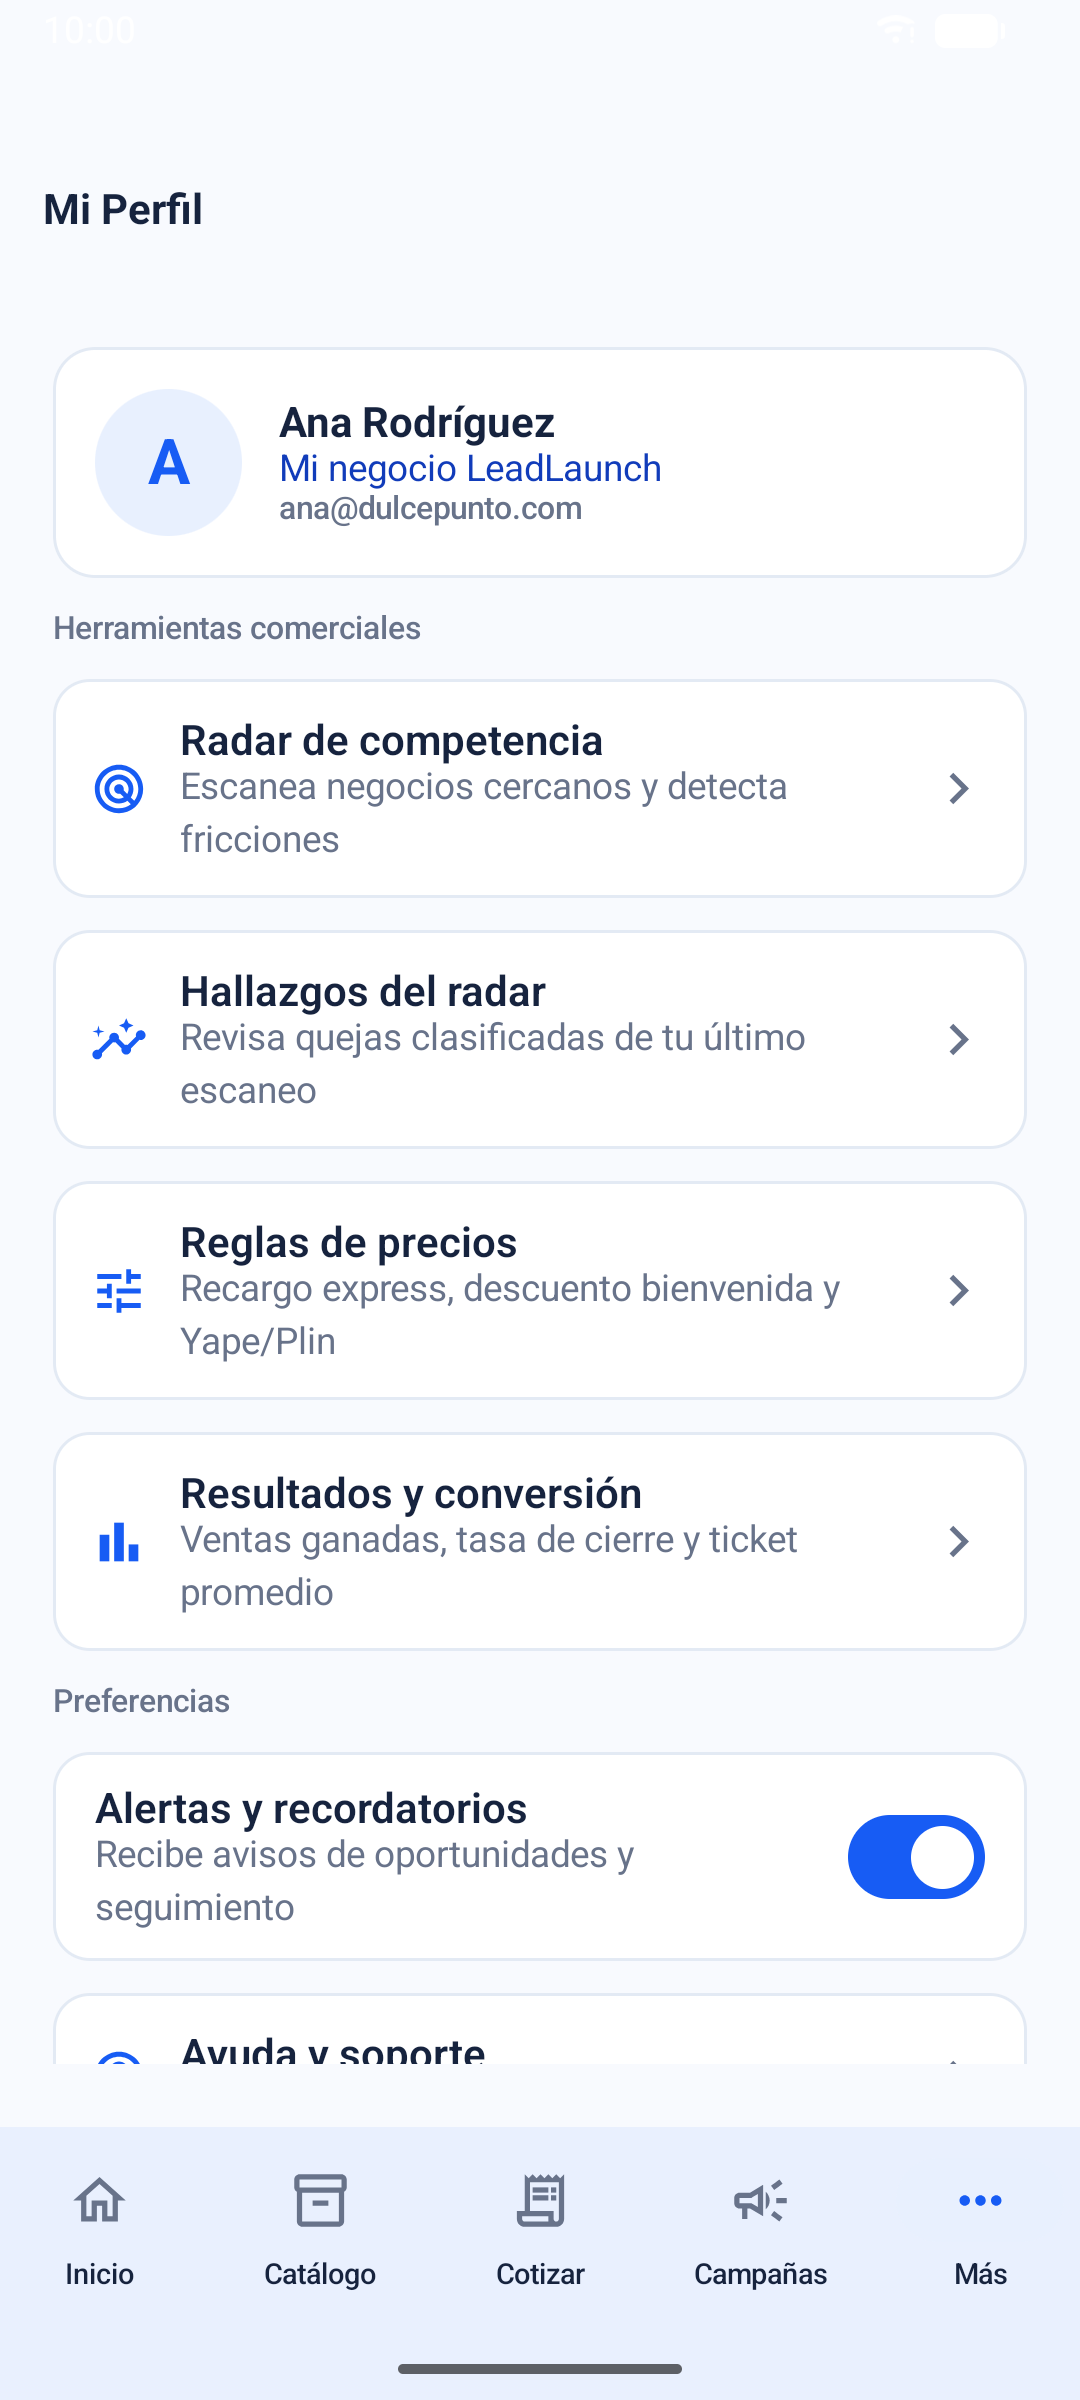 10:00
Mi Perfil
A
Ana Rodríguez
Mi negocio LeadLaunch
ana@dulcepunto.com
Herramientas comerciales
Radar de competencia
Escanea negocios cercanos y detecta
fricciones
Hallazgos del radar
Revisa quejas clasificadas de tu último
escaneo
Reglas de precios
Recargo express, descuento bienvenida y
Yape/Plin
Resultados y conversión
Ventas ganadas, tasa de cierre y ticket
promedio
Preferencias
Alertas y recordatorios
Recibe avisos de oportunidades y
seguimiento
Ayuda y soporte
Inicio
Catálogo
Cotizar
Campañas
Más